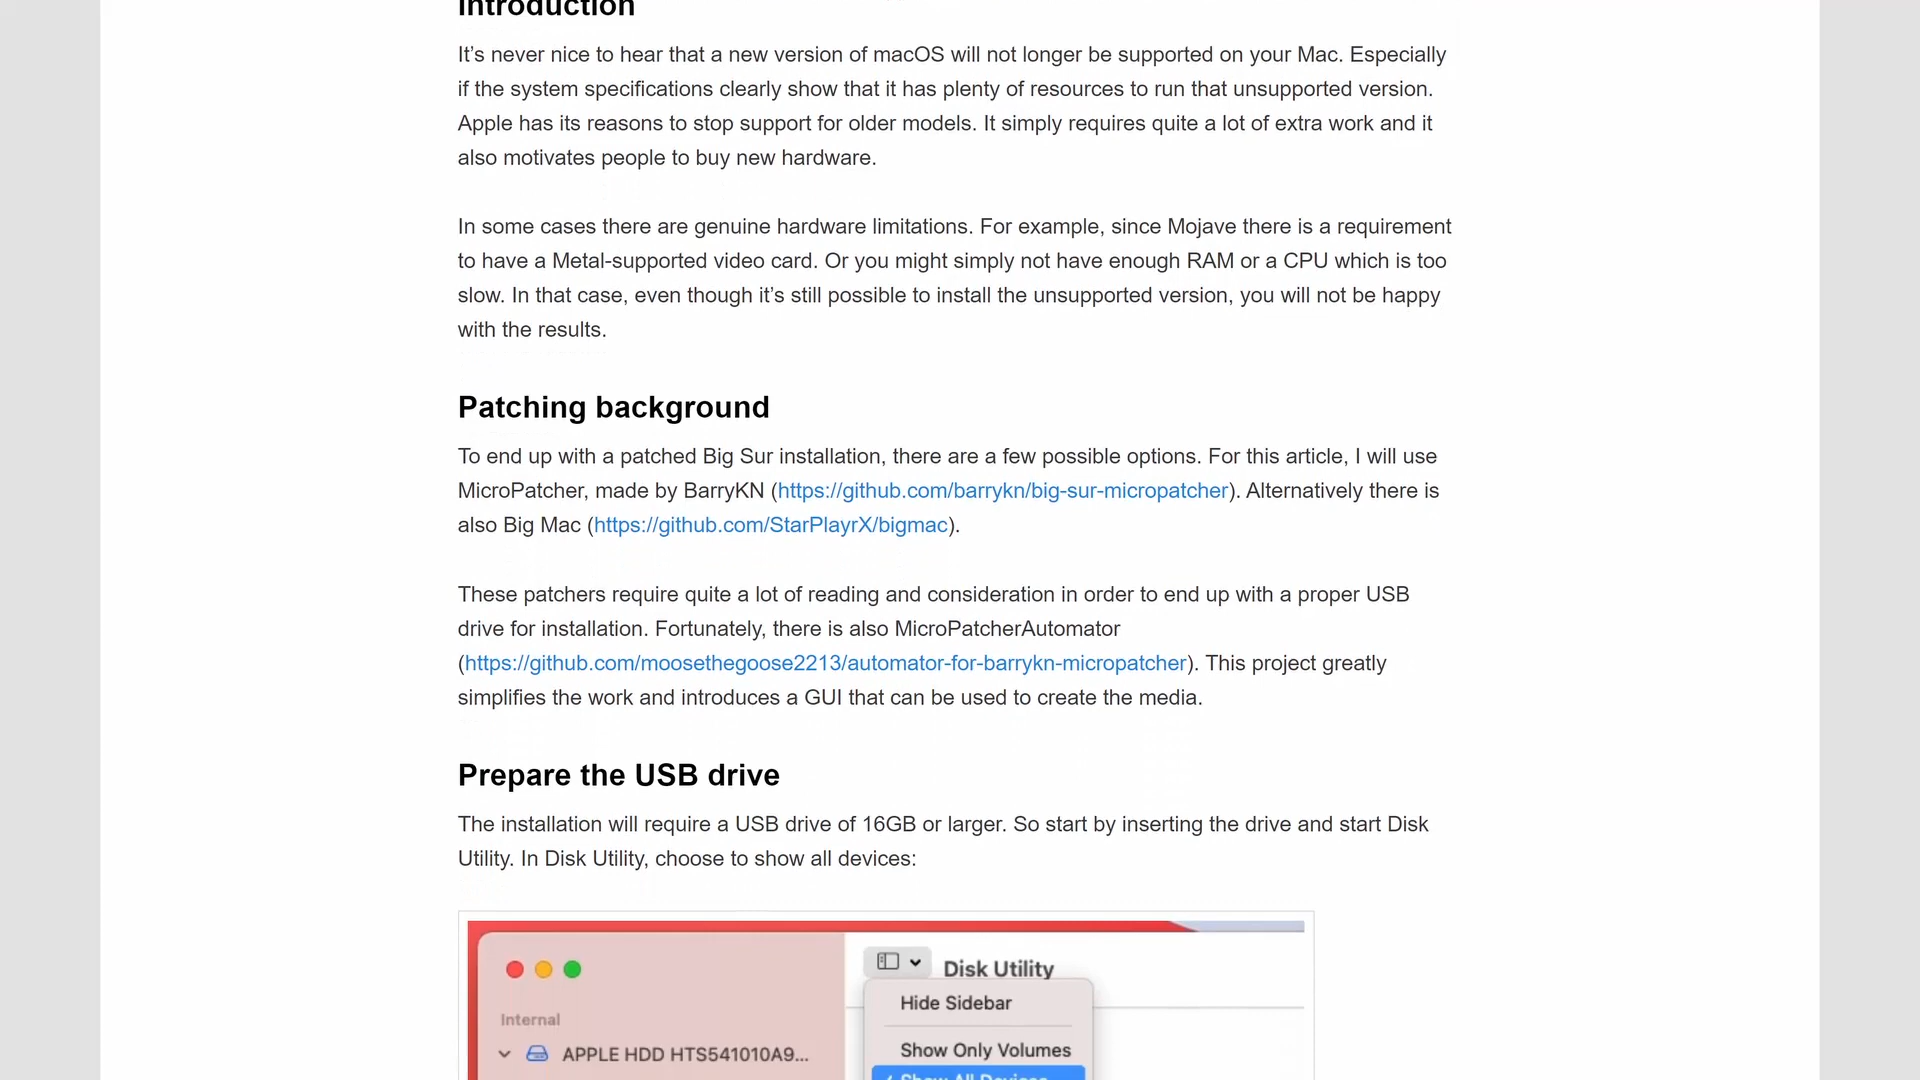 Introduction
It’s never nice to hear that a new version of macOS will not longer be supported on your Mac. Especially
if the system specifications clearly show that it has plenty of resources to run that unsupported version.
Apple has its reasons to stop support for older models. It simply requires quite a lot of extra work and it
also motivates people to buy new hardware.
In some cases there are genuine hardware limitations. For example, since Mojave there is a requirement
to have a Metal-supported video card. Or you might simply not have enough RAM or a CPU which is too
slow. In that case, even though it’s still possible to install the unsupported version, you will not be happy
with the results.
Patching background
To end up with a patched Big Sur installation, there are a few possible options. For this article, I will use
MicroPatcher, made by BarryKN (https://github.com/barrykn/big-sur-micropatcher). Alternatively there is
also Big Mac (https://github.com/StarPlayrX/bigmac).
These patchers require quite a lot of reading and consideration in order to end up with a proper USB
drive for installation. Fortunately, there is also MicroPatcherAutomator
(https://github.com/moosethegoose2213/automator-for-barrykn-micropatcher). This project greatly
simplifies the work and introduces a GUI that can be used to create the media.
Prepare the USB drive
The installation will require a USB drive of 16GB or larger. So start by inserting the drive and start Disk
Utility. In Disk Utility, choose to show all devices:
Disk Utility
Hide Sidebar
Internal
Show Only Volumes
APPLE HDD HTS541010A9...
Show All Devices